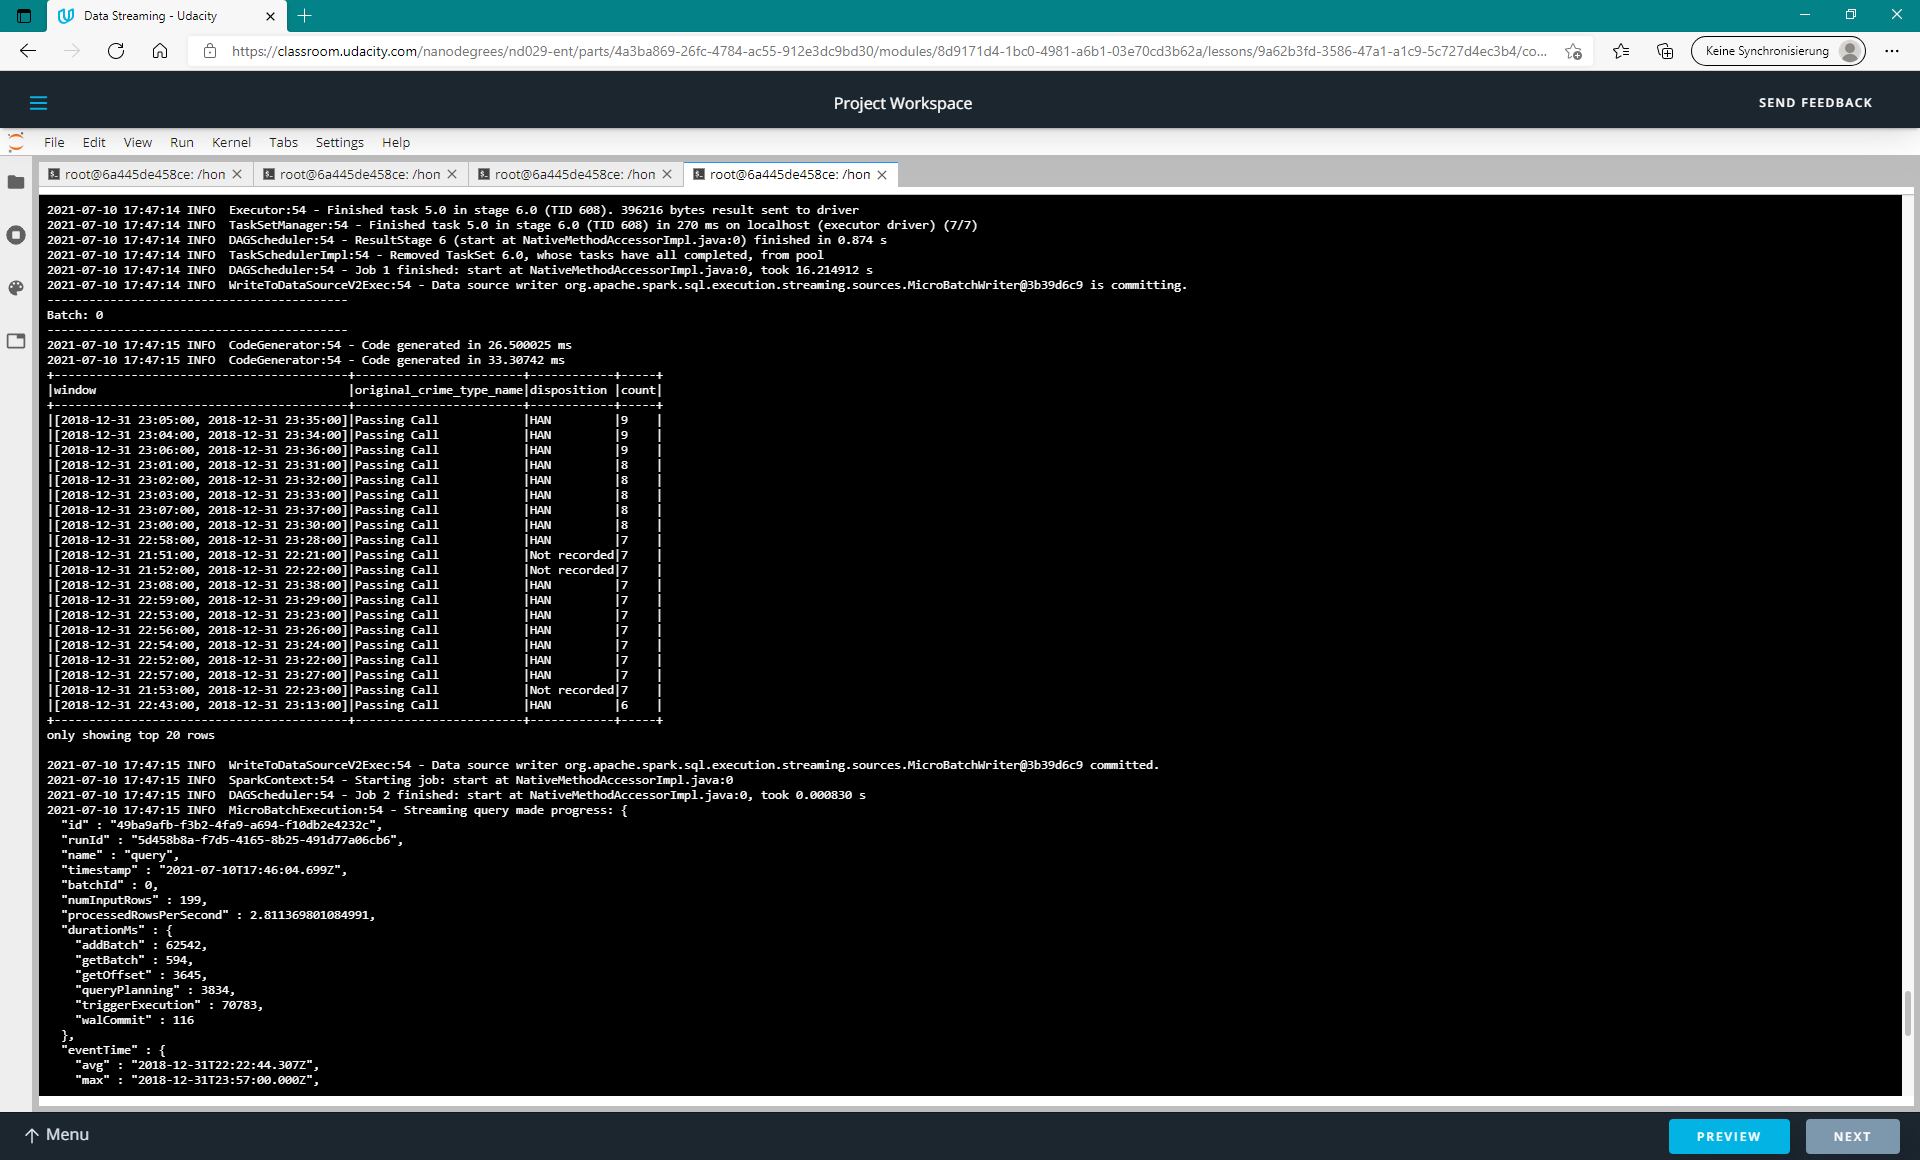 Data Streaming - Udacity
https://classroom.udacity.com/nanodegrees/nd029-ent/parts/4a3ba869-26fc-4784-ac55-912e3dc9bd30/modules/8d9171d4-1bc0-4981-a6b1-03e70cd3b62a/lessons/9a62b3fd-3586-47a1-a1c9-5c727d4ec3b4/co...
Keine Synchronisierung
Project Workspace
SEND FEEDBACK
File Edit View Run Kernel Tabs Settings Help
root@6a445de458ce: /hon root@6a445de458ce: /hon root@6a445de458ce: /hon root@6a445de458ce: /hon
2021-07-10 17:47:14 INFO  Executor:54 - Finished task 5.0 in stage 6.0 (TID 608). 396216 bytes result sent to driver
2021-07-10 17:47:14 INFO  TaskSetManager:54 - Finished task 5.0 in stage 6.0 (TID 608) in 270 ms on localhost (executor driver) (7/7)
2021-07-10 17:47:14 INFO  DAGScheduler:54 - ResultStage 6 (start at NativeMethodAccessorImpl.java:0) finished in 0.874 s
2021-07-10 17:47:14 INFO  TaskSchedulerImpl:54 - Removed TaskSet 6.0, whose tasks have all completed, from pool
2021-07-10 17:47:14 INFO  DAGScheduler:54 - Job 1 finished: start at NativeMethodAccessorImpl.java:0, took 16.214912 s
2021-07-10 17:47:14 INFO  WriteToDataSourceV2Exec:54 - Data source writer org.apache.spark.sql.execution.streaming.sources.MicroBatchWriter@3b39d6c9 is committing.
-------------------------------------------
Batch: 0
-------------------------------------------
2021-07-10 17:47:15 INFO  CodeGenerator:54 - Code generated in 26.500025 ms
2021-07-10 17:47:15 INFO  CodeGenerator:54 - Code generated in 33.30742 ms
+------------------------------------------+------------------------+------------+-----+
|window                                    |original_crime_type_name|disposition |count|
+------------------------------------------+------------------------+------------+-----+
|[2018-12-31 23:05:00, 2018-12-31 23:35:00]|Passing Call            |HAN         |9    |
|[2018-12-31 23:04:00, 2018-12-31 23:34:00]|Passing Call            |HAN         |9    |
|[2018-12-31 23:06:00, 2018-12-31 23:36:00]|Passing Call            |HAN         |9    |
|[2018-12-31 23:01:00, 2018-12-31 23:31:00]|Passing Call            |HAN         |8    |
|[2018-12-31 23:02:00, 2018-12-31 23:32:00]|Passing Call            |HAN         |8    |
|[2018-12-31 23:03:00, 2018-12-31 23:33:00]|Passing Call            |HAN         |8    |
|[2018-12-31 23:07:00, 2018-12-31 23:37:00]|Passing Call            |HAN         |8    |
|[2018-12-31 23:00:00, 2018-12-31 23:30:00]|Passing Call            |HAN         |8    |
|[2018-12-31 22:58:00, 2018-12-31 23:28:00]|Passing Call            |HAN         |7    |
|[2018-12-31 21:51:00, 2018-12-31 22:21:00]|Passing Call            |Not recorded|7    |
|[2018-12-31 21:52:00, 2018-12-31 22:22:00]|Passing Call            |Not recorded|7    |
|[2018-12-31 23:08:00, 2018-12-31 23:38:00]|Passing Call            |HAN         |7    |
|[2018-12-31 22:59:00, 2018-12-31 23:29:00]|Passing Call            |HAN         |7    |
|[2018-12-31 22:53:00, 2018-12-31 23:23:00]|Passing Call            |HAN         |7    |
|[2018-12-31 22:56:00, 2018-12-31 23:26:00]|Passing Call            |HAN         |7    |
|[2018-12-31 22:54:00, 2018-12-31 23:24:00]|Passing Call            |HAN         |7    |
|[2018-12-31 22:52:00, 2018-12-31 23:22:00]|Passing Call            |HAN         |7    |
|[2018-12-31 22:57:00, 2018-12-31 23:27:00]|Passing Call            |HAN         |7    |
|[2018-12-31 21:53:00, 2018-12-31 22:23:00]|Passing Call            |Not recorded|7    |
|[2018-12-31 22:43:00, 2018-12-31 23:13:00]|Passing Call            |HAN         |6    |
+------------------------------------------+------------------------+------------+-----+
only showing top 20 rows
2021-07-10 17:47:15 INFO  WriteToDataSourceV2Exec:54 - Data source writer org.apache.spark.sql.execution.streaming.sources.MicroBatchWriter@3b39d6c9 committed.
2021-07-10 17:47:15 INFO  SparkContext:54 - Starting job: start at NativeMethodAccessorImpl.java:0
2021-07-10 17:47:15 INFO  DAGScheduler:54 - Job 2 finished: start at NativeMethodAccessorImpl.java:0, took 0.000830 s
2021-07-10 17:47:15 INFO  MicroBatchExecution:54 - Streaming query made progress: {
"id" : "49ba9afb-f3b2-4fa9-a694-f10db2e4232c",
"runId" : "5d458b8a-f7d5-4165-8b25-491d77a06cb6",
"name" : "query",
"timestamp" : "2021-07-10T17:46:04.699Z",
"batchId" : 0,
"numInputRows" : 199,
"processedRowsPerSecond" : 2.811369801084991,
"durationMs" : {
"addBatch" : 62542,
"getBatch" : 594,
"getOffset" : 3645,
"queryPlanning" : 3834,
"triggerExecution" : 70783,
"walCommit" : 116
},
"eventTime" : {
"avg" : "2018-12-31T22:22:44.307Z",
"max" : "2018-12-31T23:57:00.000Z",
Menu
PREVIEW
NEXT